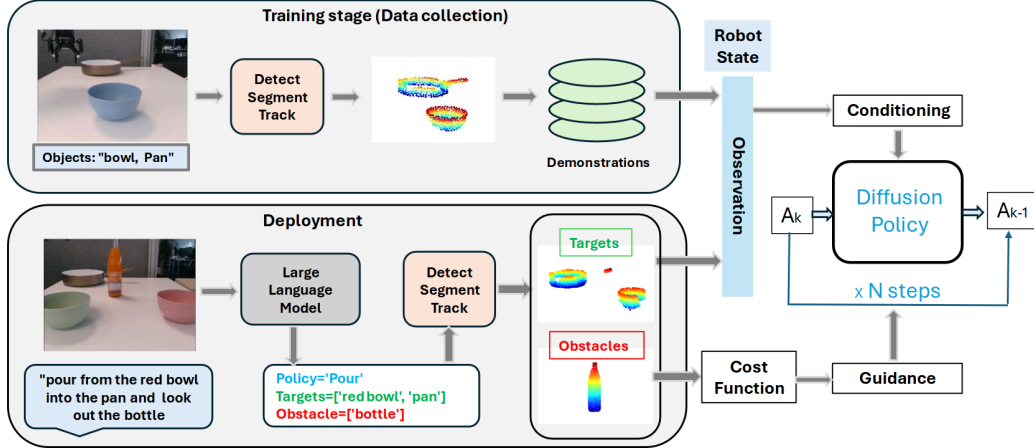 Training stage (Data collection)
Objects: "bowl, Pan"
Detect
Segment
Track
Demonstrations
Robot
State
Observation
Conditioning
Diffusion
Policy
Ak
Ak-1
x N steps
Deployment
"pour from the red bowl
into the pan and look
out the bottle
Large
Language
Model
Policy='Pour'
Targets=['red bowl', 'pan']
Obstacle=['bottle']
Detect
Segment
Track
Targets
Obstacles
Cost
Function
Guidance